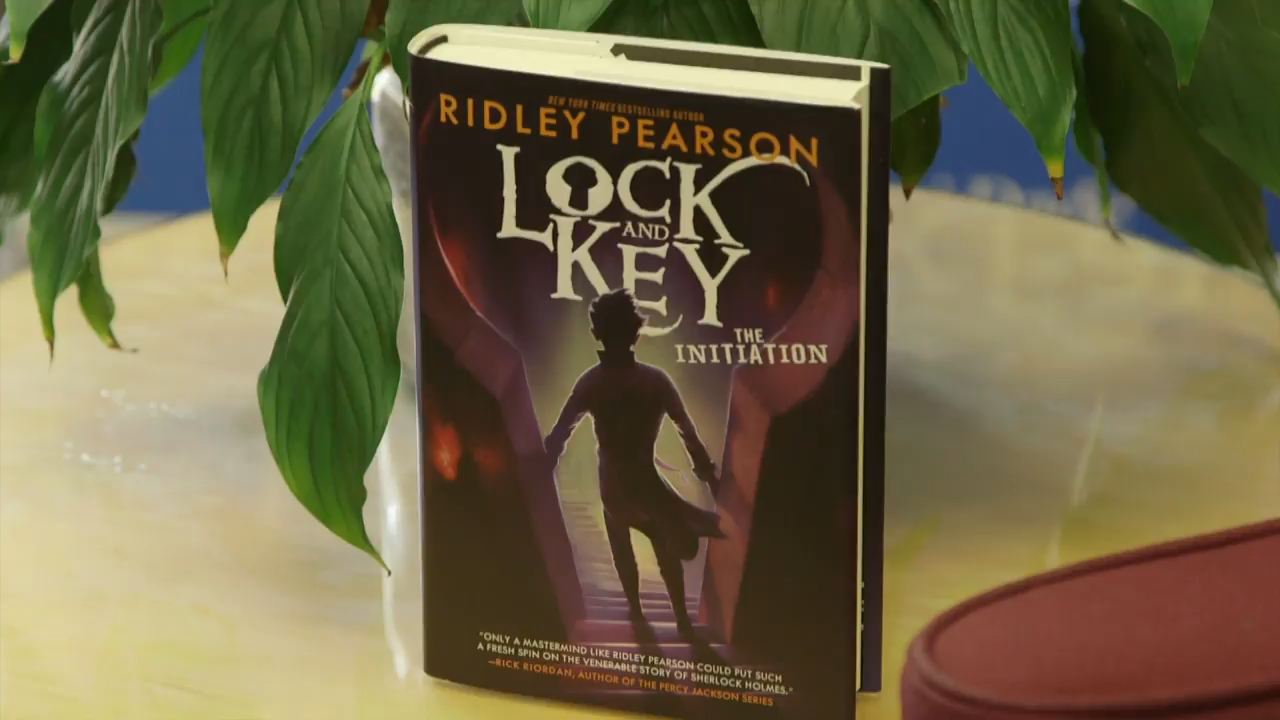 NEW YORK TIMES BESTSELLING AUTHOR
RIDLEY PEARSON
LOCK
AND
KEY
THE
INITIATION
"ONLY A MASTERMIND LIKE RIDLEY PEARSON COULD PUT SUCH
A FRESH SPIN ON THE VENERABLE STORY OF SHERLOCK HOLMES."
—RICK RIORDAN, AUTHOR OF THE PERCY JACKSON SERIES